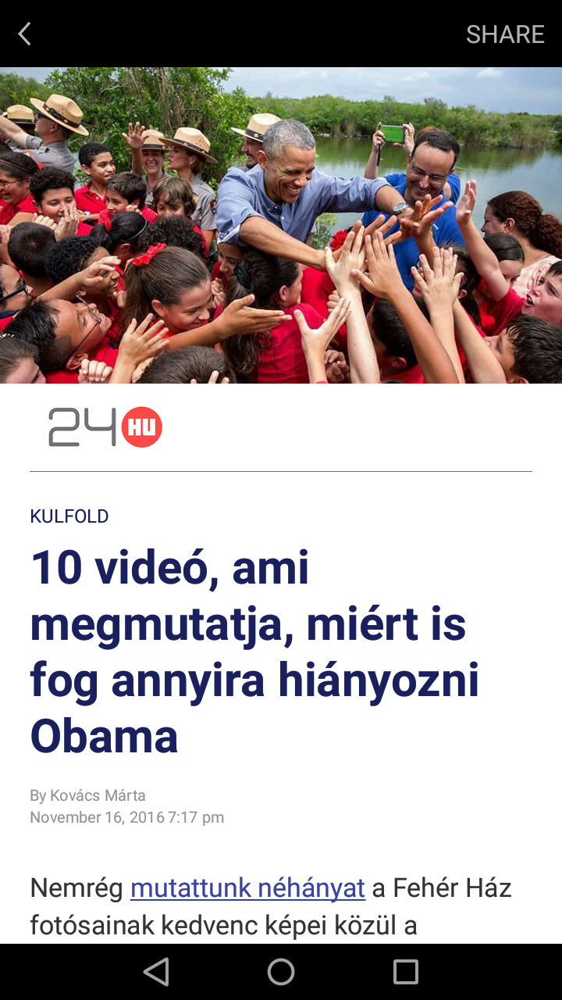 SHARE
24 HU
KULFOLD
10 videó, ami
megmutatja, miért is
fog annyira hiányozni
Obama
By Kovács Márta
November 16, 2016 7:17 pm
Nemrég mutattunk néhányat a Fehér Ház
fotósainak kedvenc képei közül a